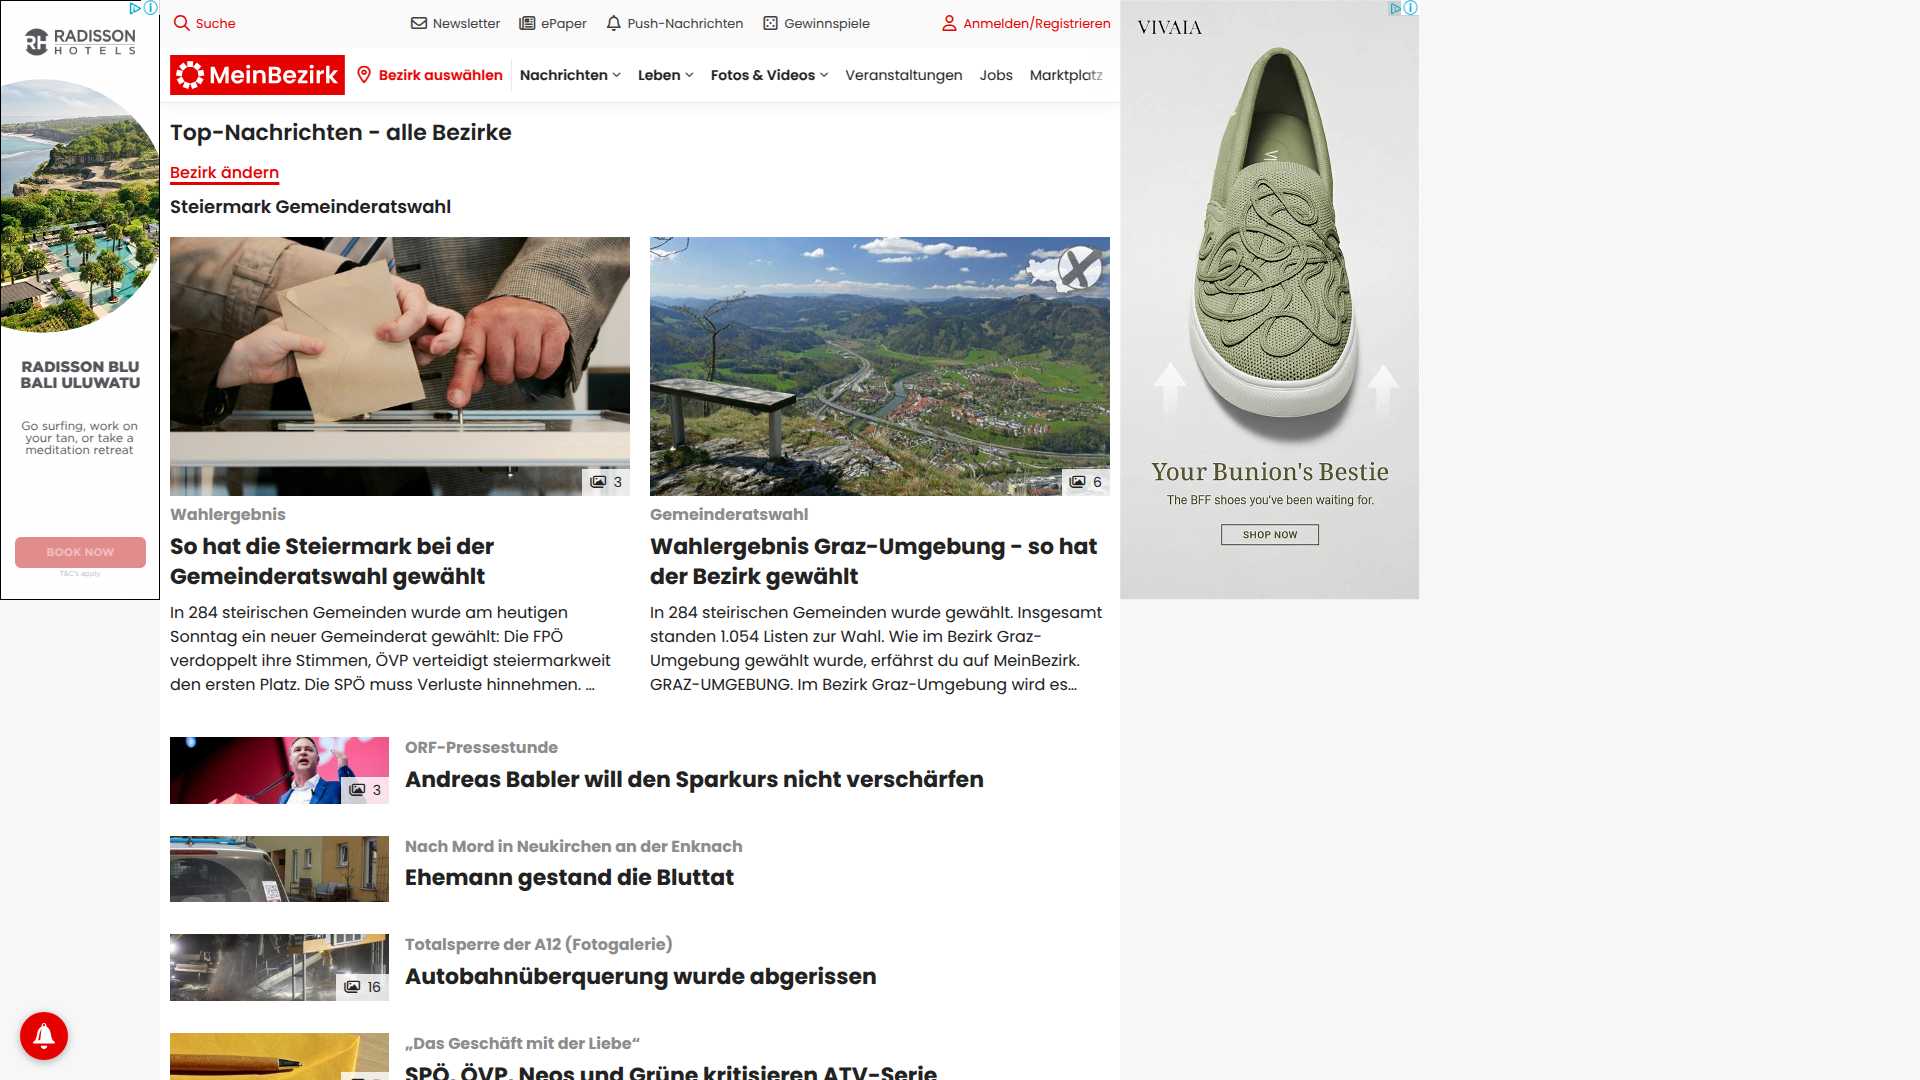 Suche
Newsletter
ePaper
Push-Nachrichten
Gewinnspiele
Anmelden/Registrieren
MeinBezirk
Bezirk auswählen
Nachrichten
Leben
Fotos & Videos
Veranstaltungen
Jobs
Marktplatz
Top-Nachrichten - alle Bezirke
Bezirk ändern
Steiermark Gemeinderatswahl
3
Wahlergebnis
So hat die Steiermark bei der
Gemeinderatswahl gewählt
In 284 steirischen Gemeinden wurde am heutigen
Sonntag ein neuer Gemeinderat gewählt: Die FPÖ
verdoppelt ihre Stimmen, ÖVP verteidigt steiermarkweit
den ersten Platz. Die SPÖ muss Verluste hinnehmen. ...
6
Gemeinderatswahl
Wahlergebnis Graz-Umgebung - so hat
der Bezirk gewählt
In 284 steirischen Gemeinden wurde gewählt. Insgesamt
standen 1.054 Listen zur Wahl. Wie im Bezirk Graz-
Umgebung gewählt wurde, erfährst du auf MeinBezirk.
GRAZ-UMGEBUNG. Im Bezirk Graz-Umgebung wird es...
3
ORF-Pressestunde
Andreas Babler will den Sparkurs nicht verschärfen
Nach Mord in Neukirchen an der Enknach
Ehemann gestand die Bluttat
16
Totalsperre der A12 (Fotogalerie)
Autobahnüberquerung wurde abgerissen
„Das Geschäft mit der Liebe“
SPÖ, ÖVP, Neos und Grüne kritisieren ATV-Serie
RH RADISSON
HOTELS
RADISSON BLU
BALI ULUWATU
Go surfing, work on
your tan, or take a
meditation retreat
BOOK NOW
T&C's apply
VIVAIA
Your Bunion's Bestie
The BFF shoes you've been waiting for.
SHOP NOW